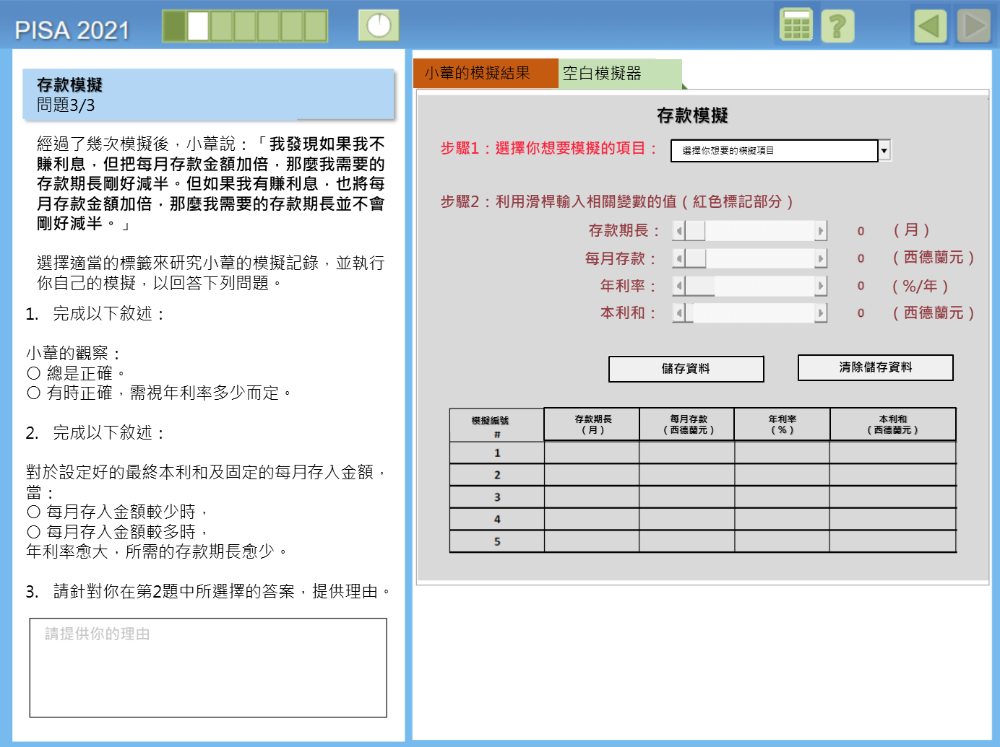 PISA 2021
存款模擬
問題3/3
經過了幾次模擬後，小葦說：「我發現如果我不
賺利息，但把每月存款金額加倍，那麼我需要的
存款期長剛好減半。但如果我有賺利息，也將每
月存款金額加倍，那麼我需要的存款期長並不會
剛好減半。」
選擇適當的標籤來研究小葦的模擬記錄，並執行
你自己的模擬，以回答下列問題。
1. 完成以下敘述：
小葦的觀察：
○ 總是正確。
○ 有時正確，需視年利率多少而定。
2. 完成以下敘述：
對於設定好的最終本利和及固定的每月存入金額，
當：
○ 每月存入金額較少時，
○ 每月存入金額較多時，
年利率愈大，所需的存款期長愈少。
3. 請針對你在第2題中所選擇的答案，提供理由。
請提供你的理由
小葦的模擬結果 空白模擬器
存款模擬
步驟1：選擇你想要模擬的項目： 選擇你想要的模擬項目
步驟2：利用滑桿輸入相關變數的值（紅色標記部分）
存款期長： 0 （月）
每月存款： 0 （西德蘭元）
年利率： 0 （%/年）
本利和： 0 （西德蘭元）
儲存資料 清除儲存資料
模擬編號 存款期長 每月存款 年利率 本利和
# （月） （西德蘭元） （%） （西德蘭元）
1
2
3
4
5